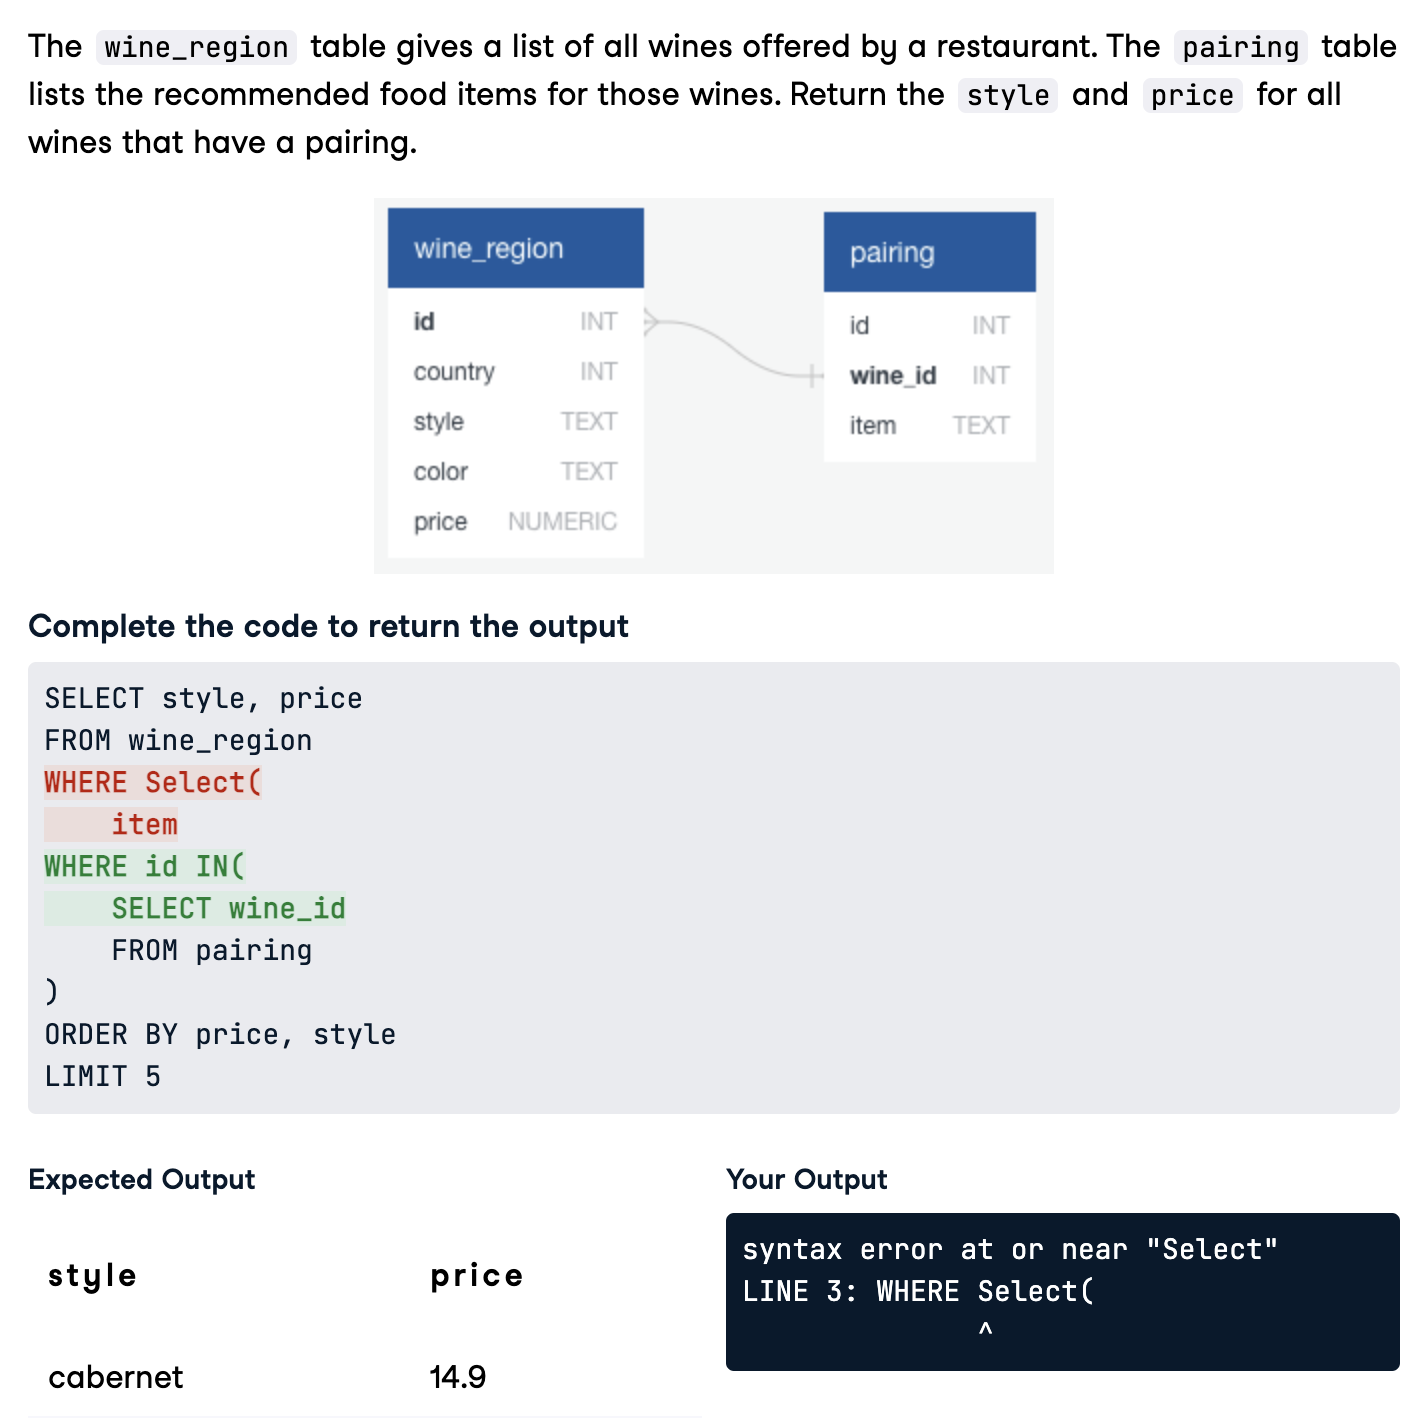 The wine_region table gives a list of all wines offered by a restaurant. The pairing table
lists the recommended food items for those wines. Return the style and price for all
wines that have a pairing.
wine_region
id INT
country INT
style TEXT
color TEXT
price NUMERIC
pairing
id INT
wine_id INT
item TEXT
Complete the code to return the output
SELECT style, price
FROM wine_region
WHERE Select(
    item
WHERE id IN(
    SELECT wine_id
    FROM pairing
)
ORDER BY price, style
LIMIT 5
Expected Output
style price
cabernet 14.9
Your Output
syntax error at or near "Select"
LINE 3: WHERE Select(
              ^